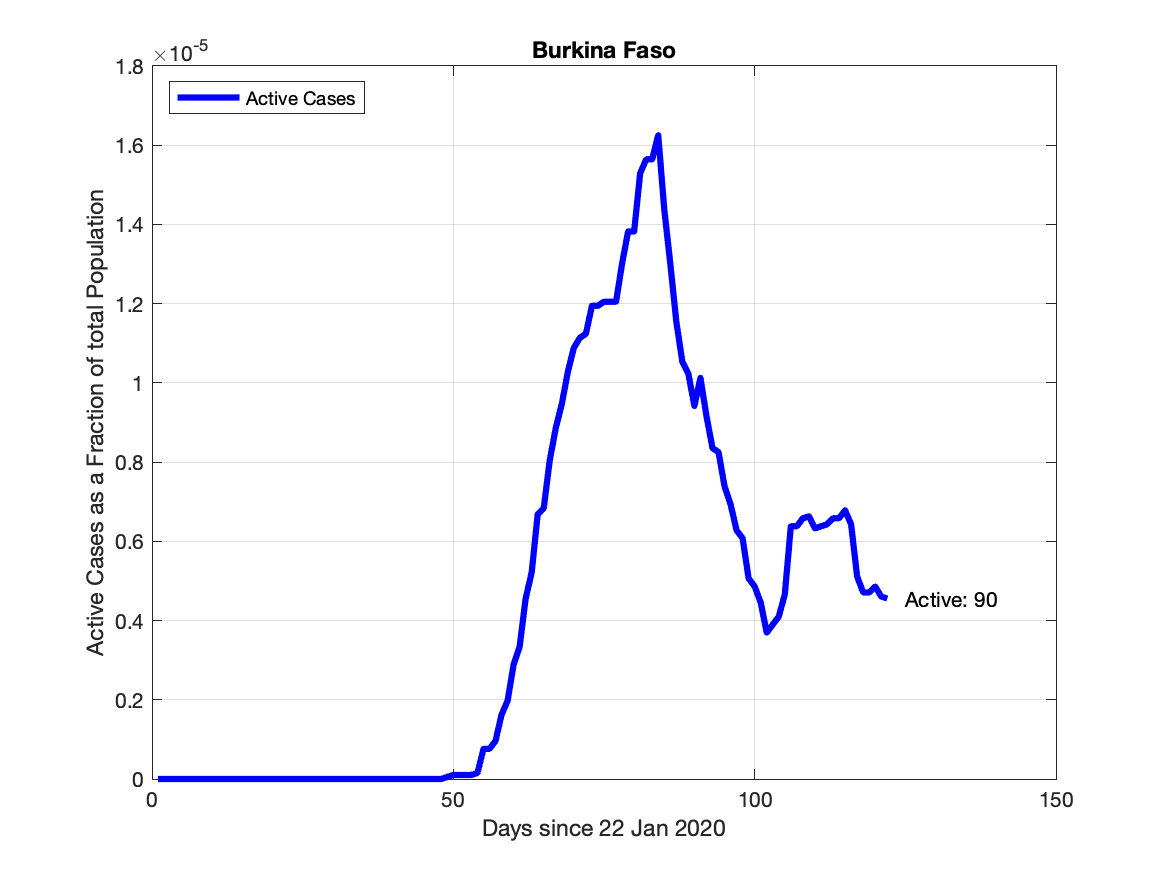 Burkina Faso
×10-5
Active Cases
1.8
1.6
1.4
1.2
1
0.8
0.6
0.4
0.2
0
Active Cases as a Fraction of total Population
Active: 90
0 50 100 150
Days since 22 Jan 2020